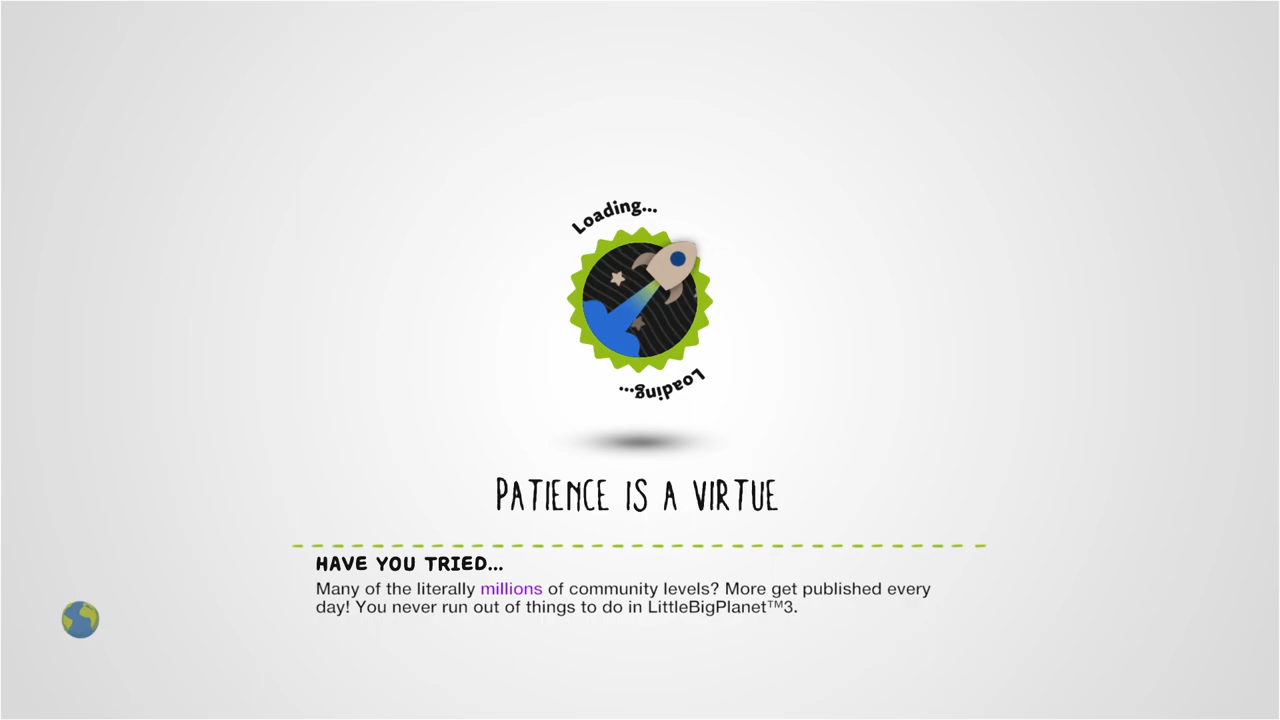 Loading...
Loading...
PATIENCE IS A VIRTUE
HAVE YOU TRIED...
Many of the literally millions of community levels? More get published every
day! You never run out of things to do in LittleBigPlanet™3.